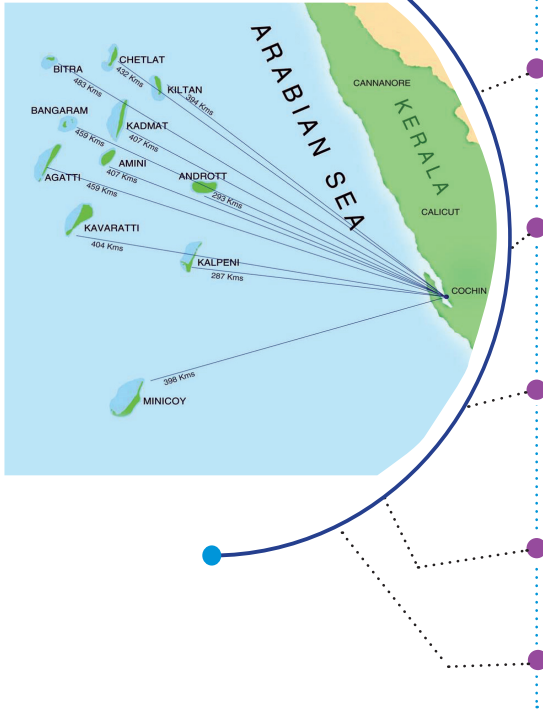 BITRA
483 Kms
CHETLAT
432 Kms
KILTAN
394 Kms
BANGARAM
459 Kms
KADMAT
407 Kms
AMINI
407 Kms
AGATTI
459 Kms
ANDROTT
293 Kms
KAVARATTI
404 Kms
KALPENI
287 Kms
MINICOY
398 Kms
ARABIAN SEA
CANNANORE
KERALA
CALICUT
COCHIN